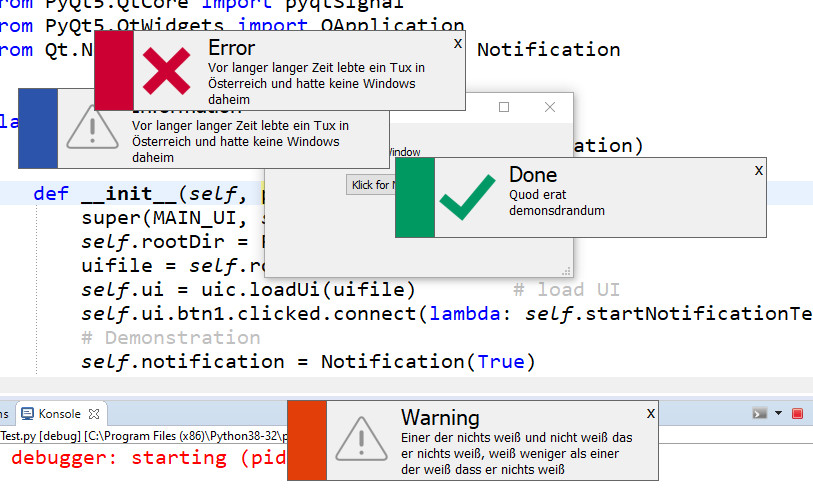 rom PyQt5.QtCore import pyqtSignal
rom PyQt5.QtWidgets import QApplication
rom Qt.N
Notification
Error
X
Vor langer langer Zeit lebte ein Tux in
Österreich und hatte keine Windows
daheim
Information
Vor langer langer Zeit lebte ein Tux in
Österreich und hatte keine Windows
daheim
la
ation)
Window
Klick for N
Done
X
Quod erat
demonsdrandum
def __init__(self, p
super(MAIN_UI, s
self.rootDir =
uifile = self.ro
self.ui = uic.loadUi(uifile) # load UI
self.ui.btn1.clicked.connect(lambda: self.startNotificationTe
# Demonstration
self.notification = Notification(True)
ns
Konsole
Test.py [debug] [C:\Program Files (x86)\Python38-32\p
debugger: starting (pid
Warning
X
Einer der nichts weiß und nicht weiß das
er nichts weiß, weiß weniger als einer
der weiß dass er nichts weiß